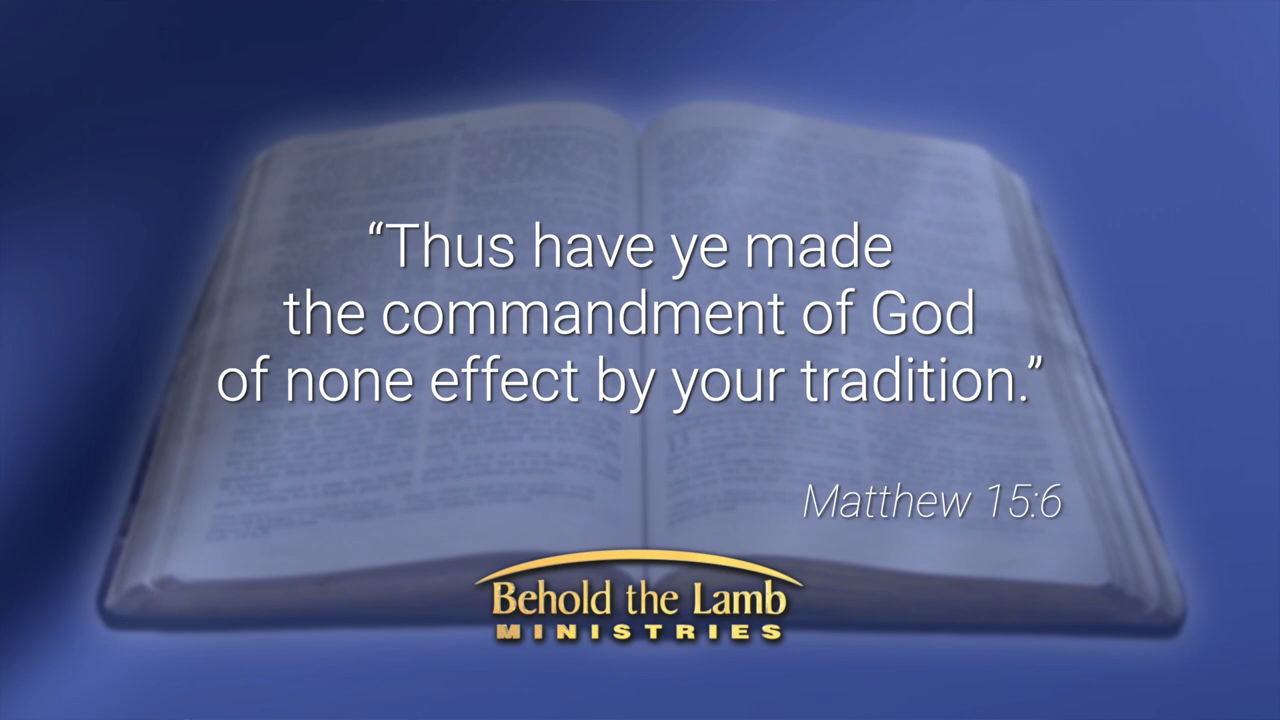 “Thus have ye made
the commandment of God
of none effect by your tradition.”
Matthew 15:6
Behold the Lamb
MINISTRIES